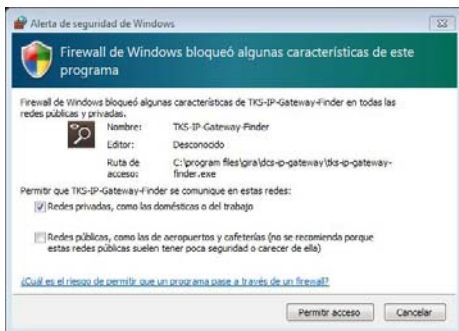 Alerta de seguridad de Windows
Firewall de Windows bloqueó algunas características de este
programa
Firewall de Windows bloqueó algunas características de TKS-IP-Gateway-Finder en todas las
redes públicas y privadas.
Nombre: TKS-IP-Gateway-Finder
Editor: Desconocido
Ruta de C:\program files\gira\dcs-ip-gateway\tks-ip-gateway-
acceso: finder.exe
Permitir que TKS-IP-Gateway-Finder se comunique en estas redes:
Redes privadas, como las domésticas o del trabajo
Redes públicas, como las de aeropuertos y cafeterías (no se recomienda porque
estas redes públicas suelen tener poca seguridad o carecer de ella)
¿Cuál es el riesgo de permitir que un programa pase a través de un firewall?
Permitir acceso Cancelar